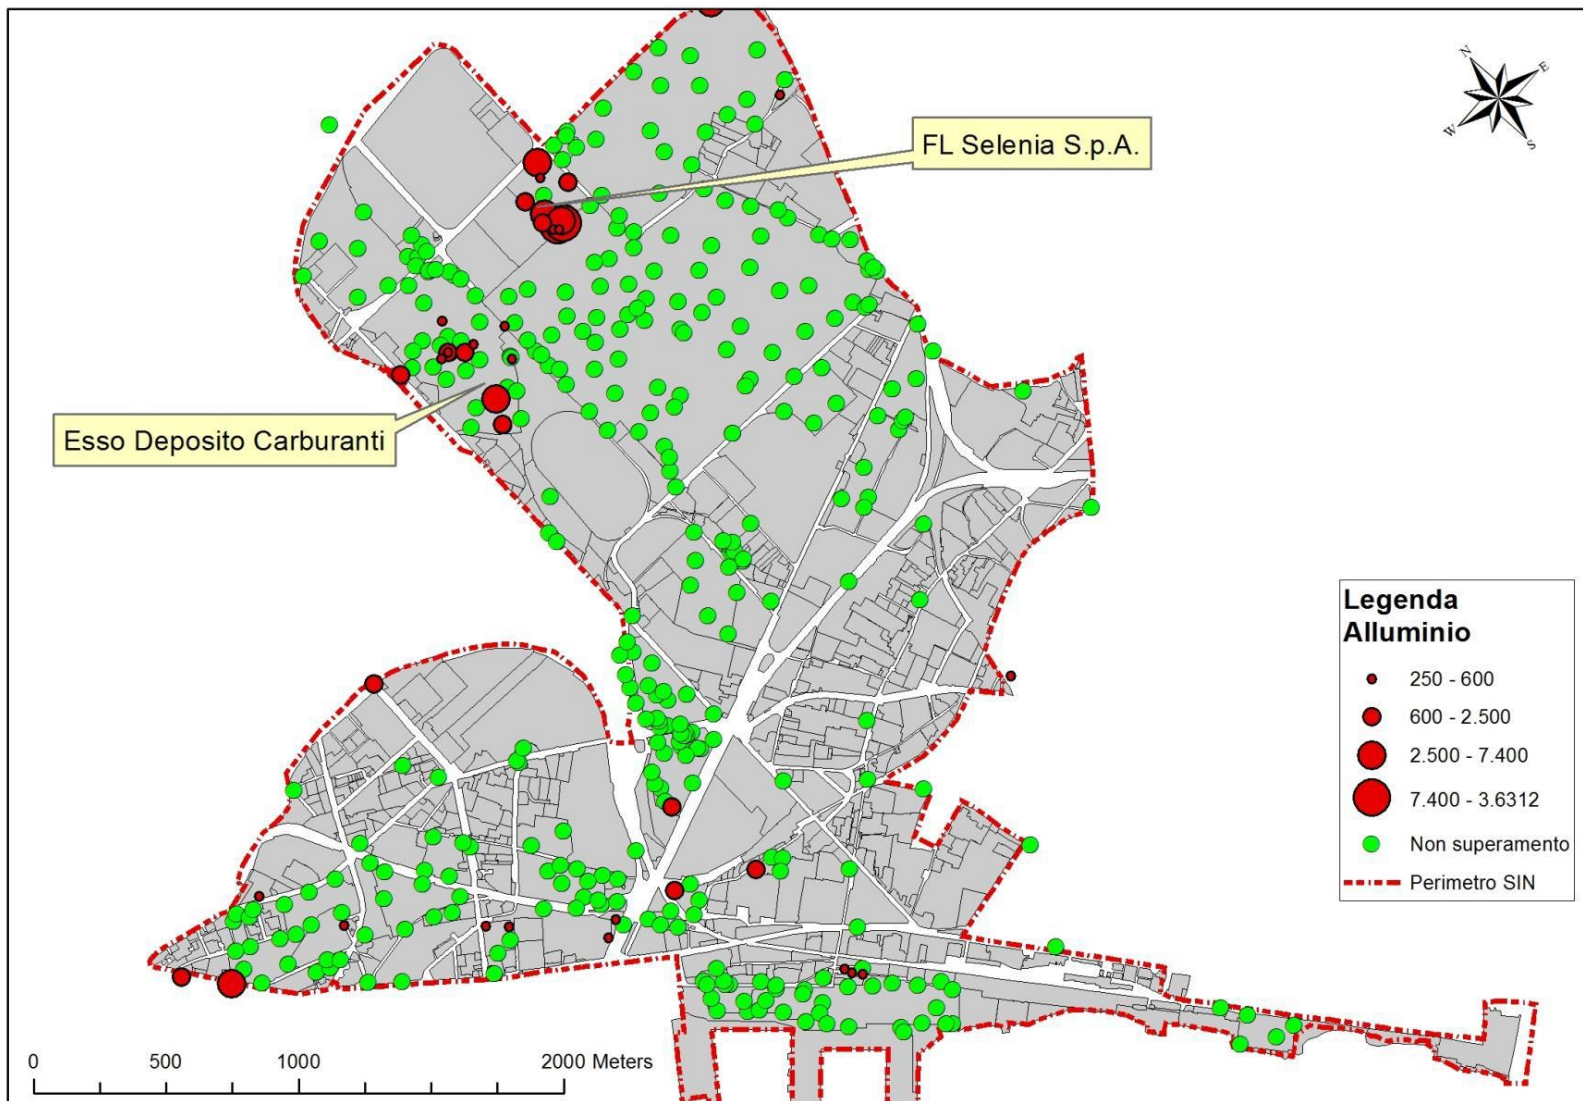 N
E
W
S
FL Selenia S.p.A.
Esso Deposito Carburanti
Legenda
Alluminio
250 - 600
600 - 2.500
2.500 - 7.400
7.400 - 3.6312
Non superamento
Perimetro SIN
0 500 1000 2000 Meters